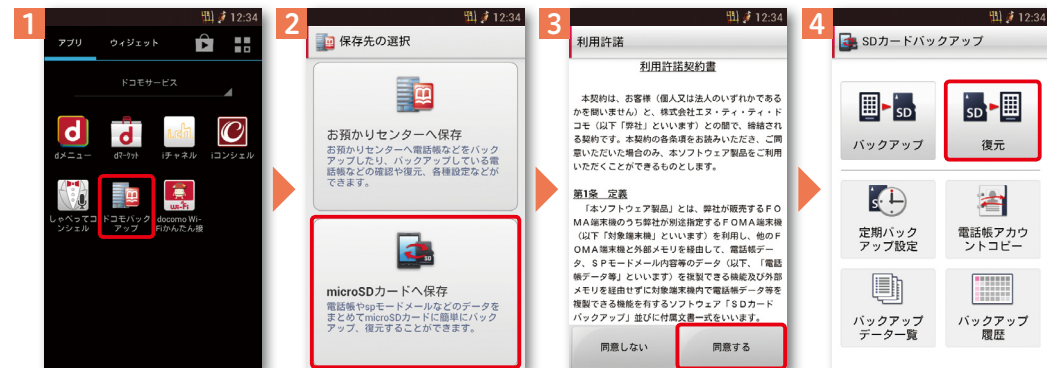 1
12:34
アプリ
ウィジェット
ドコモサービス
d
dメニュー
d
dマーケット
i.ch
iチャネル
iコンシェル
しゃべってコ
ンシェル
ドコモバック
アップ
Wi-Fi
docomo Wi-
Fiかんたん接
2
12:34
保存先の選択
お預かりセンターへ保存
お預かりセンターへ電話帳などをバック
アップしたり、バックアップしている電
話帳などの確認や復元、各種設定などが
できます。
microSDカードへ保存
電話帳やspモードメールなどのデータを
まとめてmicroSDカードに簡単にバック
アップ、復元することができます。
3
12:34
利用許諾
利用許諾契約書
本契約は、お客様（個人又は法人のいずれかである
かを問いません）と、株式会社エヌ・ティ・ティ・ド
コモ（以下「弊社」といいます）との間で、締結され
る契約です。本契約の各条項をお読みいただき、ご同
意いただいた場合のみ、本ソフトウェア製品をご利用
いただくことができるものとします。
第1条　定義
「本ソフトウェア製品」とは、弊社が販売するＦＯ
ＭＡ端末機のうち弊社が別途指定するＦＯＭＡ端末機
（以下「対象端末機」といいます）を利用し、他のＦ
ＯＭＡ端末機と外部メモリを経由して、電話帳デー
タ、ＳＰモードメール内容等のデータ（以下、「電話
帳データ等」といいます）を複製できる機能及び外部
メモリを経由せずに対象端末機内で電話帳データ等を
複製できる機能を有するソフトウェア「ＳＤカード
バックアップ」並びに付属文書一式をいいます。
同意しない
同意する
4
12:34
SDカードバックアップ
SD
バックアップ
SD
復元
定期バック
アップ設定
電話帳アカウ
ントコピー
バックアップ
データ一覧
バックアップ
履歴